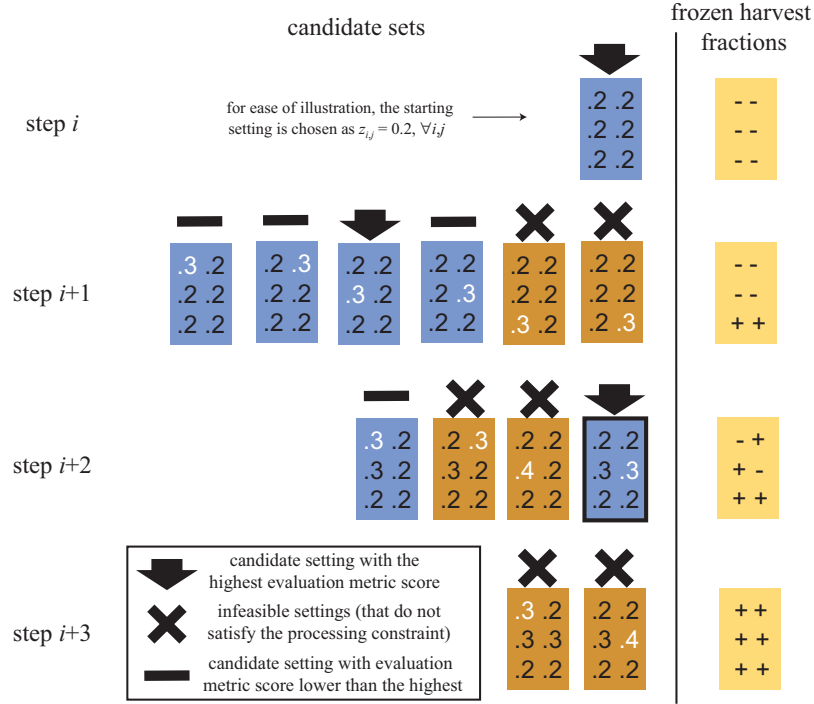 candidate sets
frozen harvest
fractions
step i
for ease of illustration, the starting
setting is chosen as z_{i,j} = 0.2, ∀i,j
.2 .2
.2 .2
.2 .2
- -
- -
- -
step i+1
.3 .2 .2 .3 .2 .2 .2 .2 .2 .2 .2 .2
.2 .2 .2 .2 .3 .2 .2 .3 .2 .2 .2 .2
.2 .2 .2 .2 .2 .2 .2 .2 .3 .2 .2 .3
- -
- -
+ +
step i+2
.3 .2 .2 .3 .2 .2 .2 .2
.3 .2 .3 .2 .4 .2 .3 .3
.2 .2 .2 .2 .2 .2 .2 .2
- +
+ -
+ +
step i+3
candidate setting with the
highest evaluation metric score
infeasible settings (that do not
satisfy the processing constraint)
candidate setting with evaluation
metric score lower than the highest
.3 .2 .2 .2
.3 .3 .3 .4
.2 .2 .2 .2
+ +
+ +
+ +